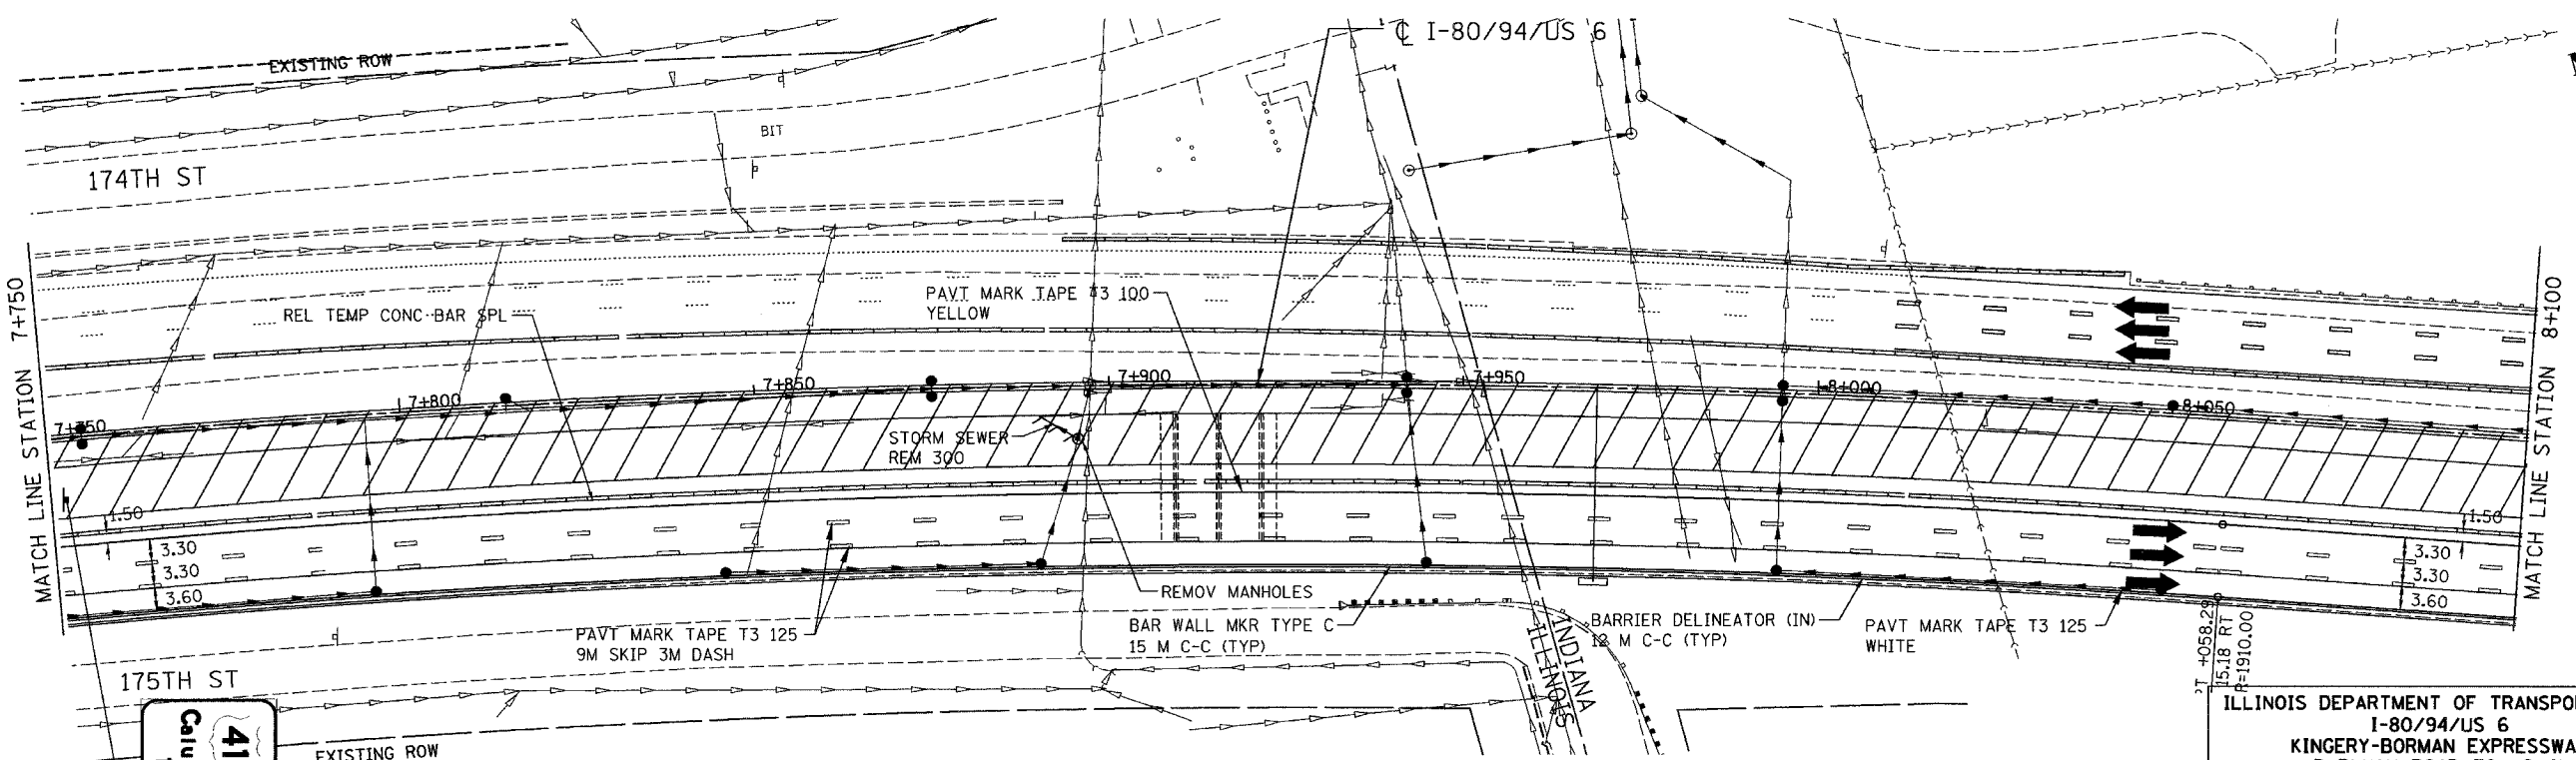 ℄ I-80/94/US 6
EXISTING ROW
BIT
174TH ST
MATCH LINE STATION 7+750
MATCH LINE STATION 8+100
PAVT MARK TAPE T3 100
YELLOW
REL TEMP CONC BAR SPL
7+750
7+800
7+850
7+900
7+950
8+000
8+050
STORM SEWER
REM 300
1.50
3.30
3.30
3.60
1.50
3.30
3.30
3.60
REMOV MANHOLES
PAVT MARK TAPE T3 125
9M SKIP 3M DASH
BAR WALL MKR TYPE C
15 M C-C (TYP)
INDIANA
ILLINOIS
BARRIER DELINEATOR (IN)
12 M C-C (TYP)
PAVT MARK TAPE T3 125
WHITE
+058.29
15.18 RT
R=1910.00
175TH ST
41
Calu
EXISTING ROW
ILLINOIS DEPARTMENT OF TRANSPO
I-80/94/US 6
KINGERY-BORMAN EXPRESSWA